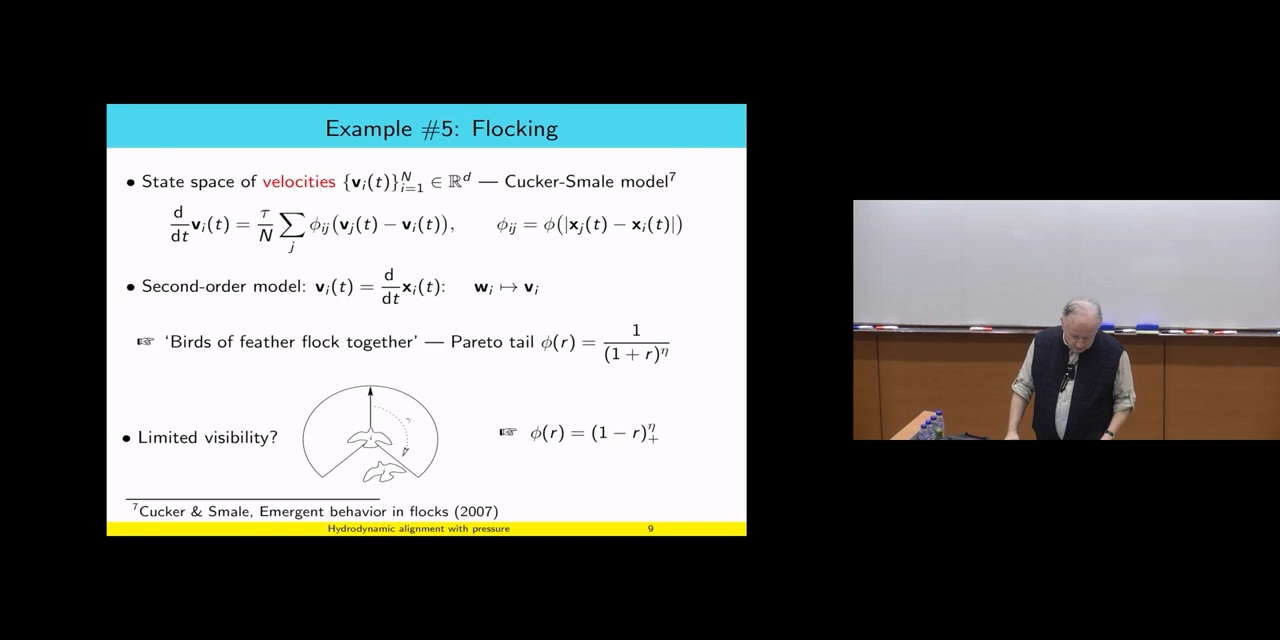 Example #5: Flocking
• State space of velocities {v_i(t)}_{i=1}^N ∈ ℝ^d — Cucker-Smale model^7
d/dt v_i(t) = τ/N ∑_j ϕ_ij(v_j(t) − v_i(t)), ϕ_ij = ϕ(|x_j(t) − x_i(t)|)
• Second-order model: v_i(t) = d/dt x_i(t): w_i ↦ v_i
☞ 'Birds of feather flock together' — Pareto tail ϕ(r) = 1/(1 + r)^η
• Limited visibility? ☞ ϕ(r) = (1 − r)_+^η
^7Cucker & Smale, Emergent behavior in flocks (2007)
Hydrodynamic alignment with pressure 9